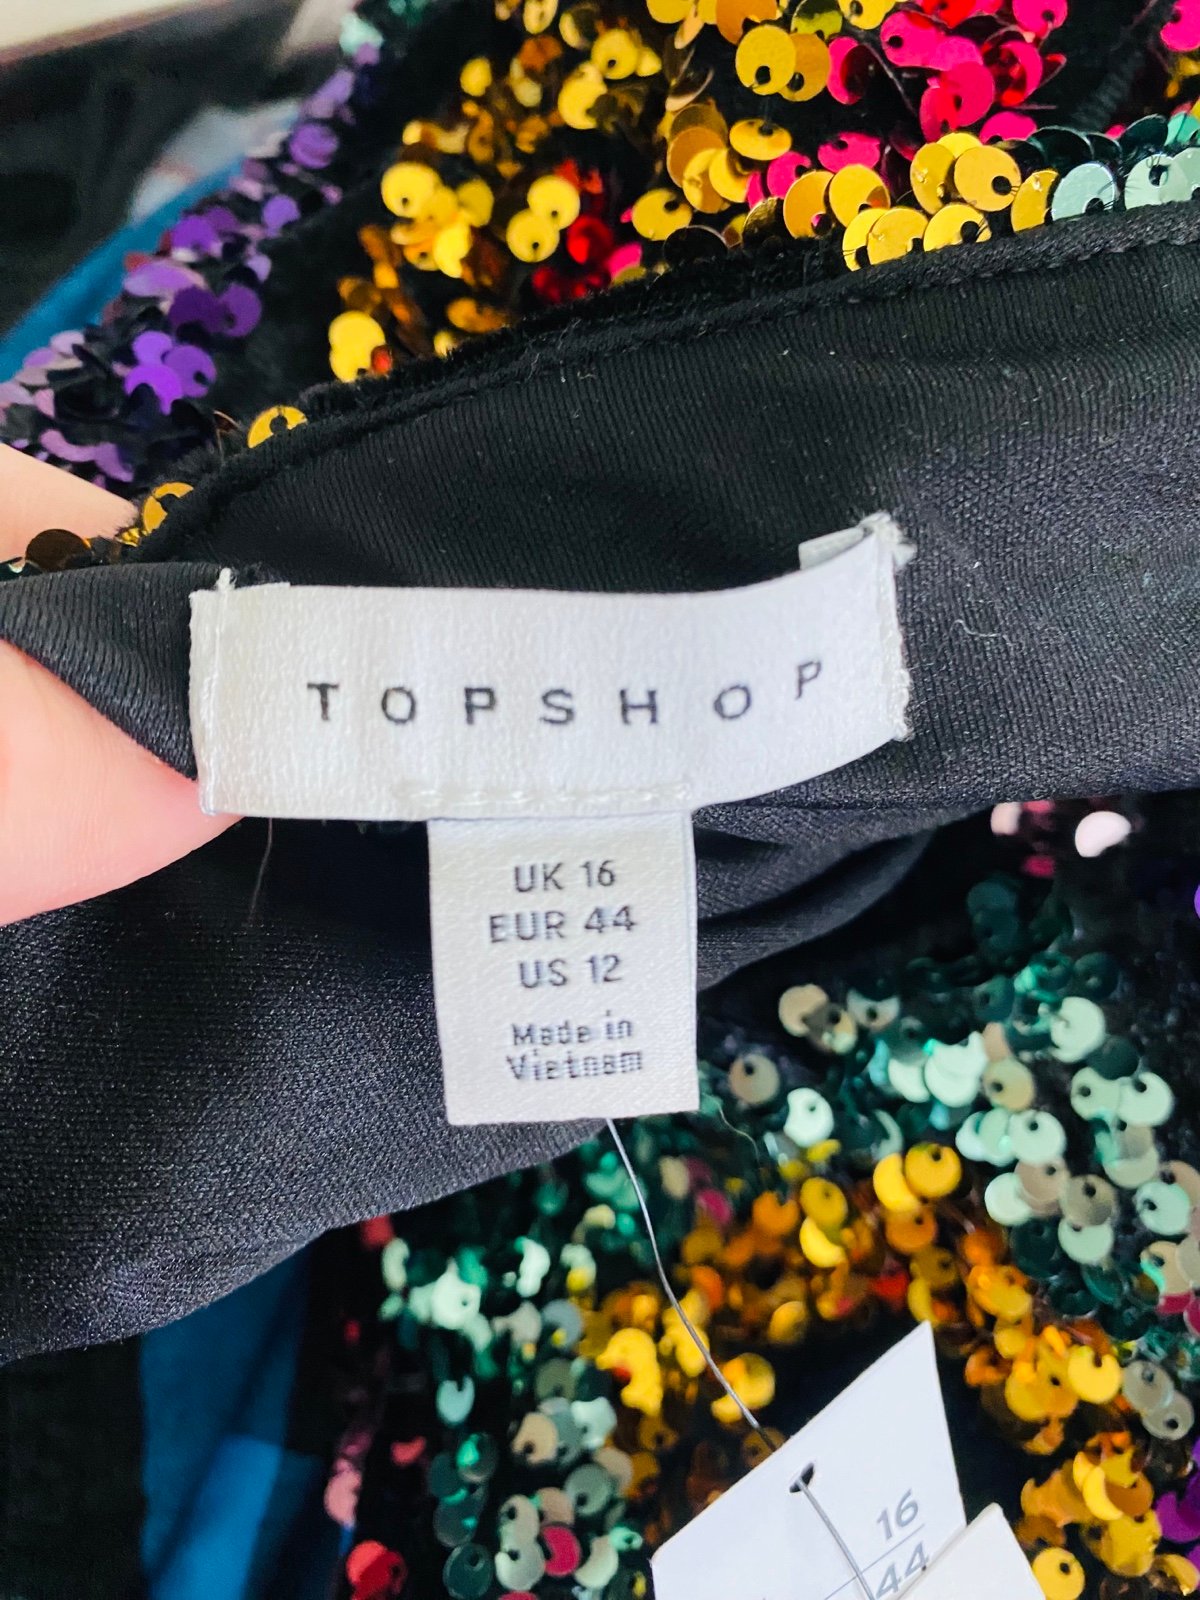 TOPSHOP
UK 16
EUR 44
US 12
Made in
Vietnam
16
44